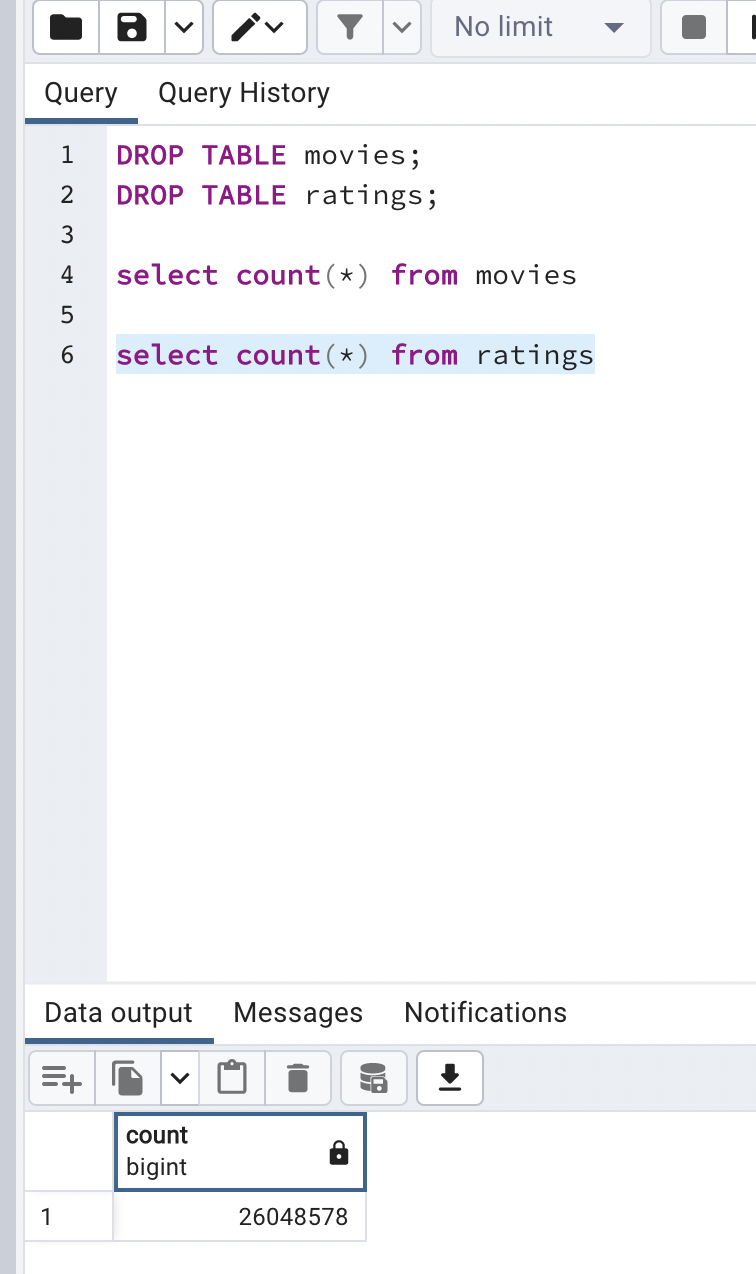 No limit
Query Query History
1 DROP TABLE movies;
2 DROP TABLE ratings;
3
4 select count(*) from movies
5
6 select count(*) from ratings
Data output Messages Notifications
count
bigint
1 26048578